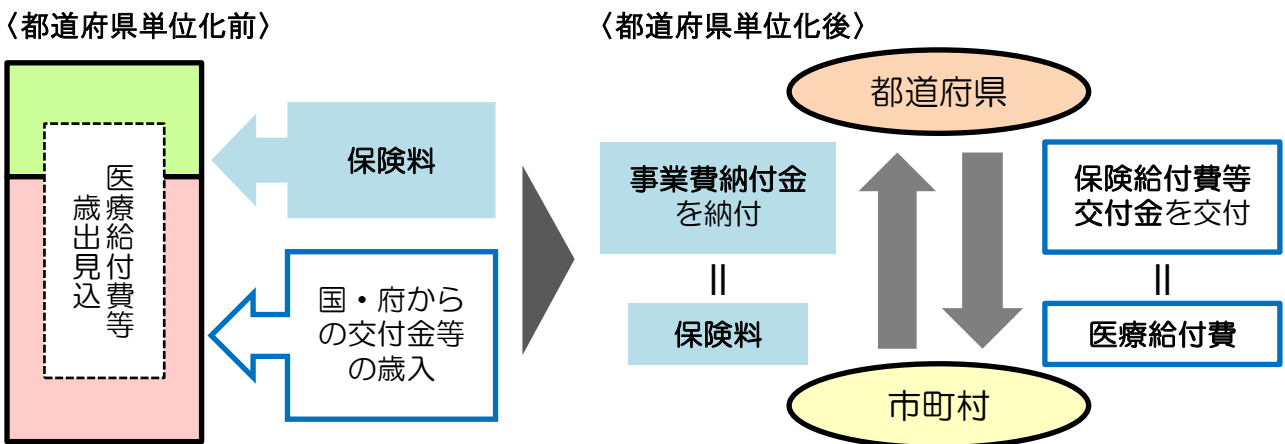 〈都道府県単位化前〉
医療給付費等
歳出見込
保険料
国・府から
の交付金等
の歳入
〈都道府県単位化後〉
都道府県
事業費納付金
を納付
||
保険料
保険給付費等
交付金を交付
||
医療給付費
市町村